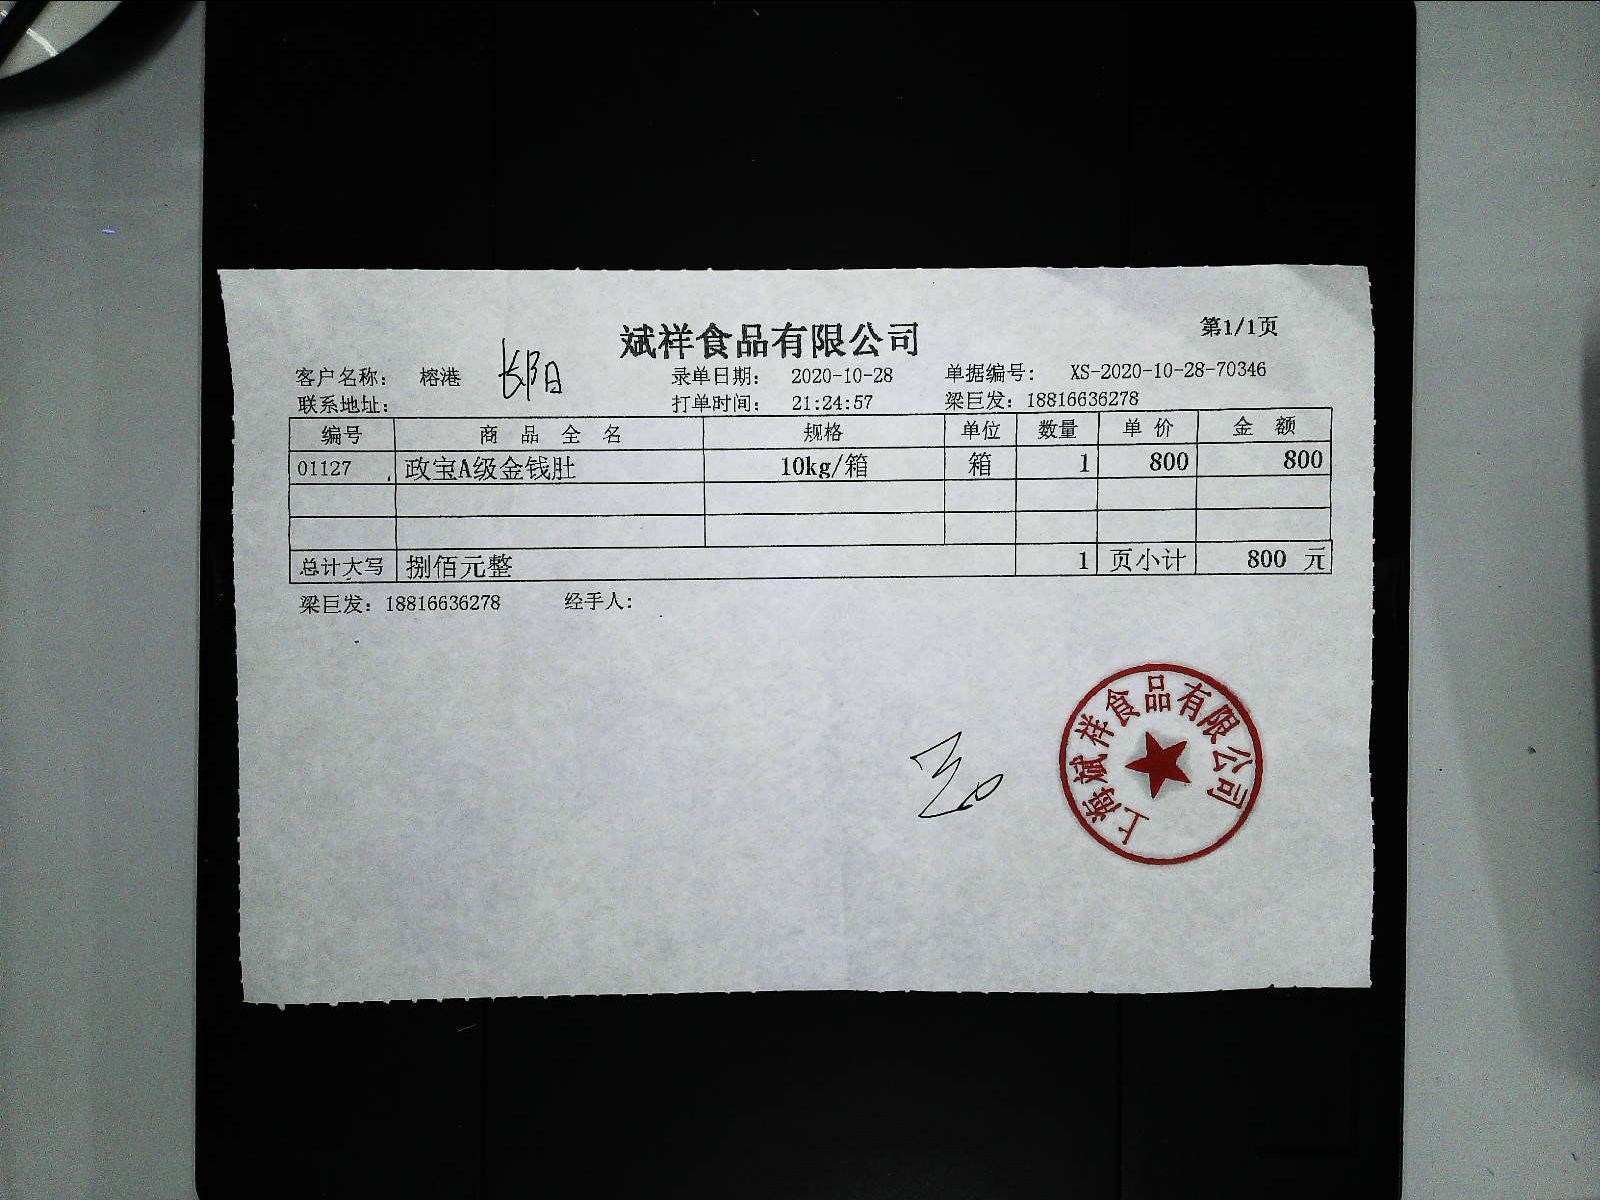 斌祥食品有限公司
第1/1页
客户名称： 榕港 长阳 录单日期： 2020-10-28 单据编号： XS-2020-10-28-70346
联系地址： 打单时间： 21:24:57 梁巨发：18816636278
编号 商 品 全 名 规格 单位 数量 单 价 金 额
01127 政宝A级金钱肚 10kg/箱 箱 1 800 800
总计大写 捌佰元整 1 页小计 800 元
梁巨发：18816636278 经手人：
上海斌祥食品有限公司